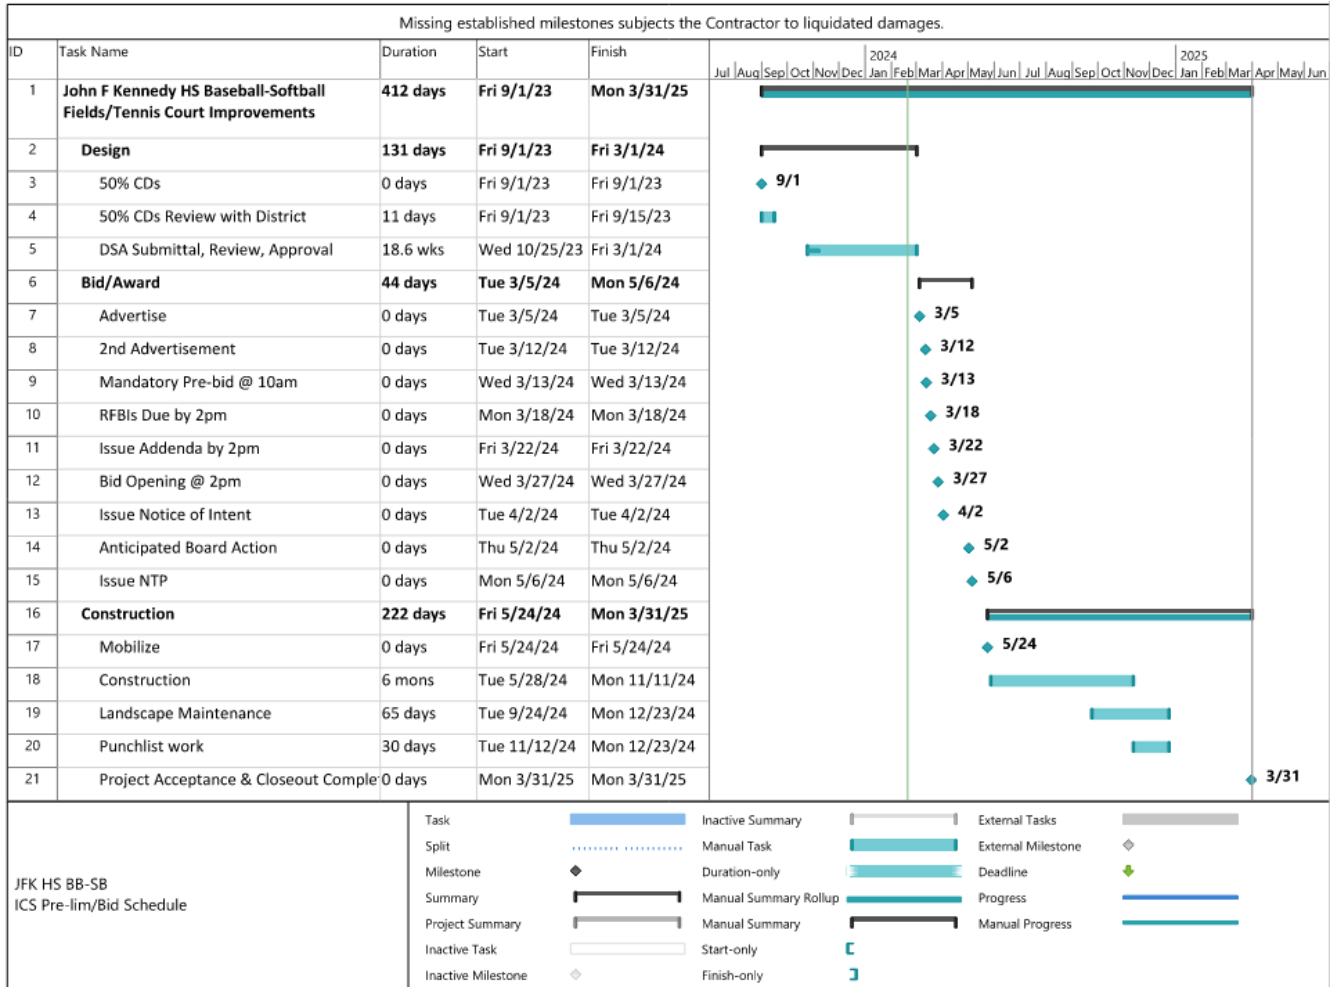 Missing established milestones subjects the Contractor to liquidated damages.
ID Task Name Duration Start Finish 2024 2025
Jul Aug Sep Oct Nov Dec Jan Feb Mar Apr May Jun Jul Aug Sep Oct Nov Dec Jan Feb Mar Apr May Jun
1 John F Kennedy HS Baseball-Softball 412 days Fri 9/1/23 Mon 3/31/25
Fields/Tennis Court Improvements
2 Design 131 days Fri 9/1/23 Fri 3/1/24
3 50% CDs 0 days Fri 9/1/23 Fri 9/1/23 9/1
4 50% CDs Review with District 11 days Fri 9/1/23 Fri 9/15/23
5 DSA Submittal, Review, Approval 18.6 wks Wed 10/25/23 Fri 3/1/24
6 Bid/Award 44 days Tue 3/5/24 Mon 5/6/24
7 Advertise 0 days Tue 3/5/24 Tue 3/5/24 3/5
8 2nd Advertisement 0 days Tue 3/12/24 Tue 3/12/24 3/12
9 Mandatory Pre-bid @ 10am 0 days Wed 3/13/24 Wed 3/13/24 3/13
10 RFBIs Due by 2pm 0 days Mon 3/18/24 Mon 3/18/24 3/18
11 Issue Addenda by 2pm 0 days Fri 3/22/24 Fri 3/22/24 3/22
12 Bid Opening @ 2pm 0 days Wed 3/27/24 Wed 3/27/24 3/27
13 Issue Notice of Intent 0 days Tue 4/2/24 Tue 4/2/24 4/2
14 Anticipated Board Action 0 days Thu 5/2/24 Thu 5/2/24 5/2
15 Issue NTP 0 days Mon 5/6/24 Mon 5/6/24 5/6
16 Construction 222 days Fri 5/24/24 Mon 3/31/25
17 Mobilize 0 days Fri 5/24/24 Fri 5/24/24 5/24
18 Construction 6 mons Tue 5/28/24 Mon 11/11/24
19 Landscape Maintenance 65 days Tue 9/24/24 Mon 12/23/24
20 Punchlist work 30 days Tue 11/12/24 Mon 12/23/24
21 Project Acceptance & Closeout Comple 0 days Mon 3/31/25 Mon 3/31/25 3/31
JFK HS BB-SB
ICS Pre-lim/Bid Schedule
Task Inactive Summary External Tasks
Split Manual Task External Milestone
Milestone Duration-only Deadline
Summary Manual Summary Rollup Progress
Project Summary Manual Summary Manual Progress
Inactive Task Start-only
Inactive Milestone Finish-only